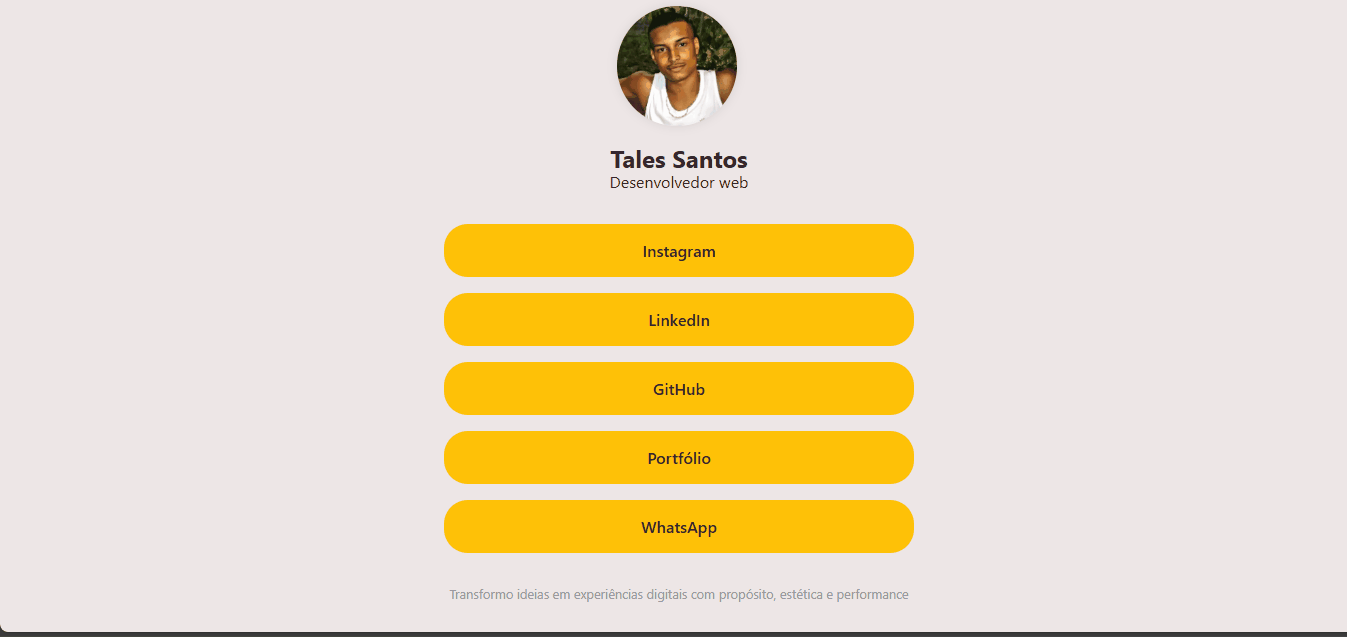 Tales Santos
Desenvolvedor web
Instagram
LinkedIn
GitHub
Portfólio
WhatsApp
Transformo ideias em experiências digitais com propósito, estética e performance